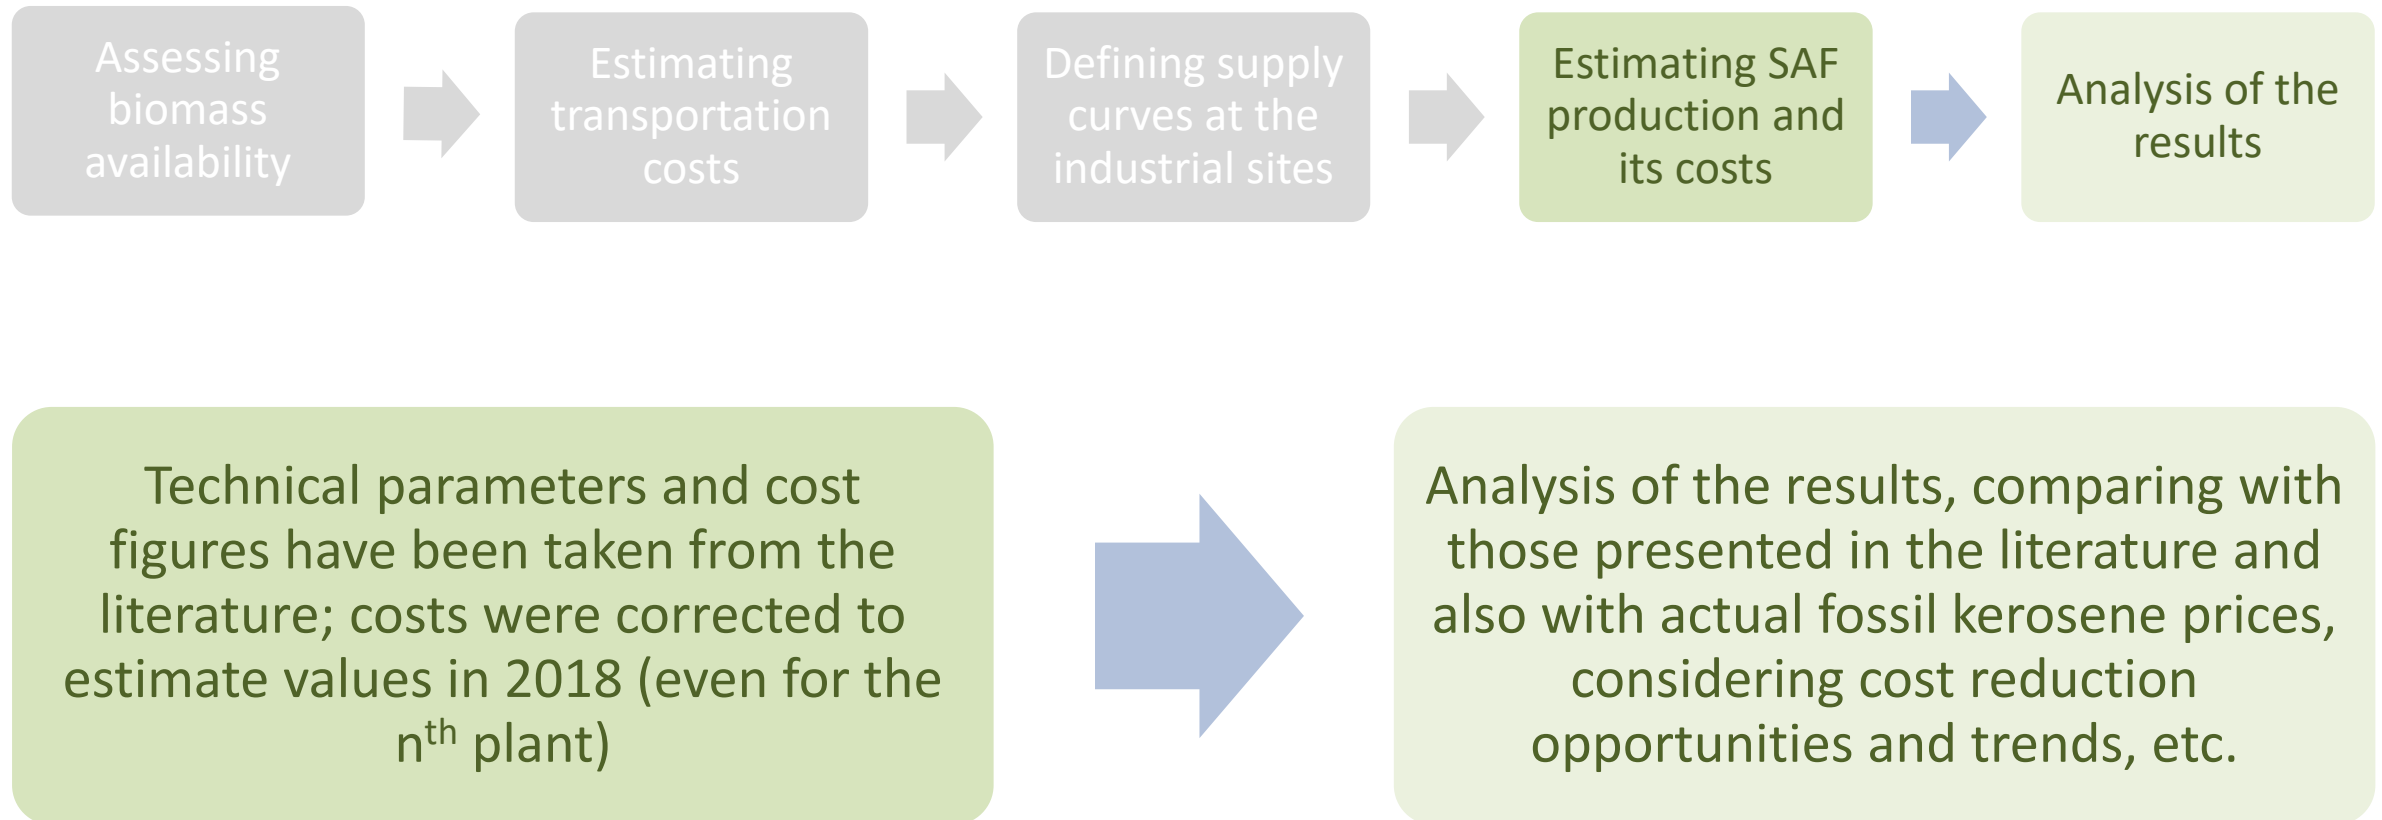 Assessing
biomass
availability
Estimating
transportation
costs
Defining supply
curves at the
industrial sites
Estimating SAF
production and
its costs
Analysis of the
results
Technical parameters and cost
figures have been taken from the
literature; costs were corrected to
estimate values in 2018 (even for the
nth plant)
Analysis of the results, comparing with
those presented in the literature and
also with actual fossil kerosene prices,
considering cost reduction
opportunities and trends, etc.